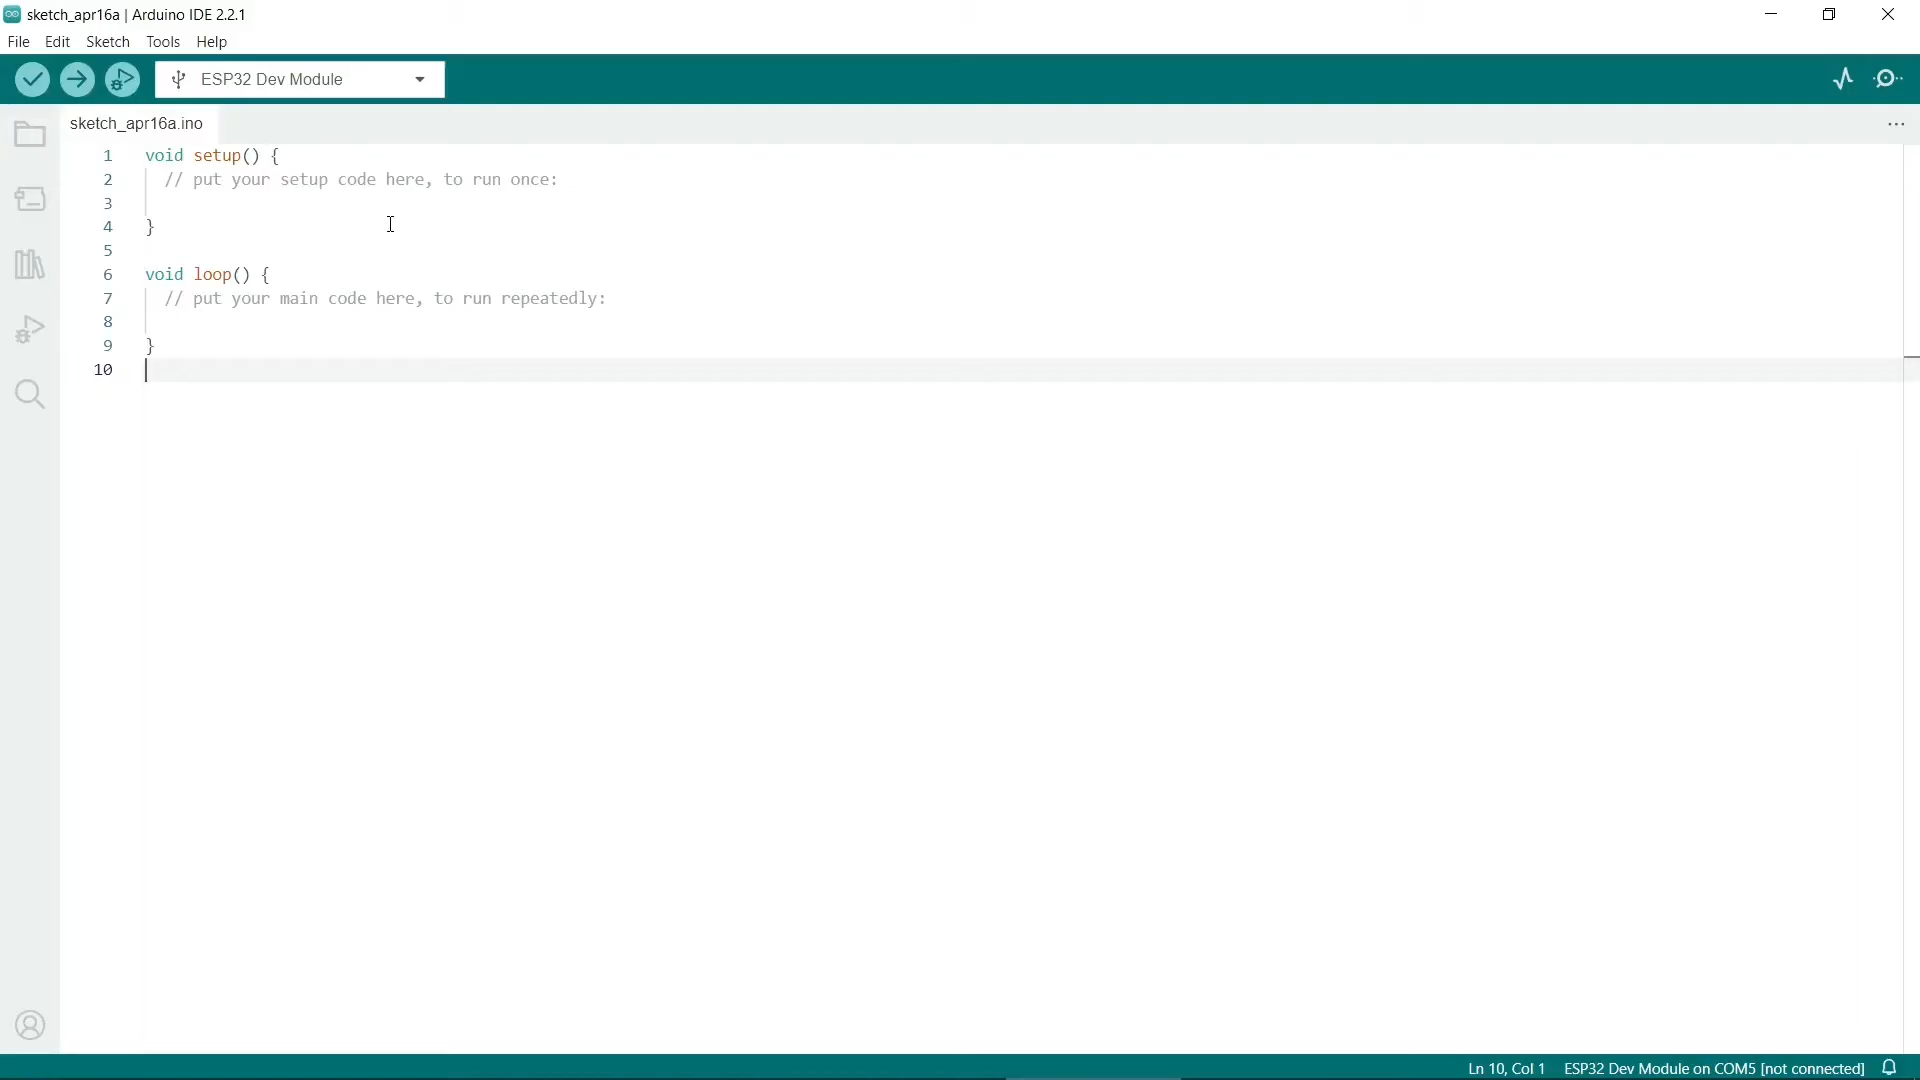 sketch_apr16a | Arduino IDE 2.2.1
File Edit Sketch Tools Help
ESP32 Dev Module
sketch_apr16a.ino
1 void setup() {
2 // put your setup code here, to run once:
3
4 }
5
6 void loop() {
7 // put your main code here, to run repeatedly:
8
9 }
10
Ln 10, Col 1 ESP32 Dev Module on COM5 [not connected]